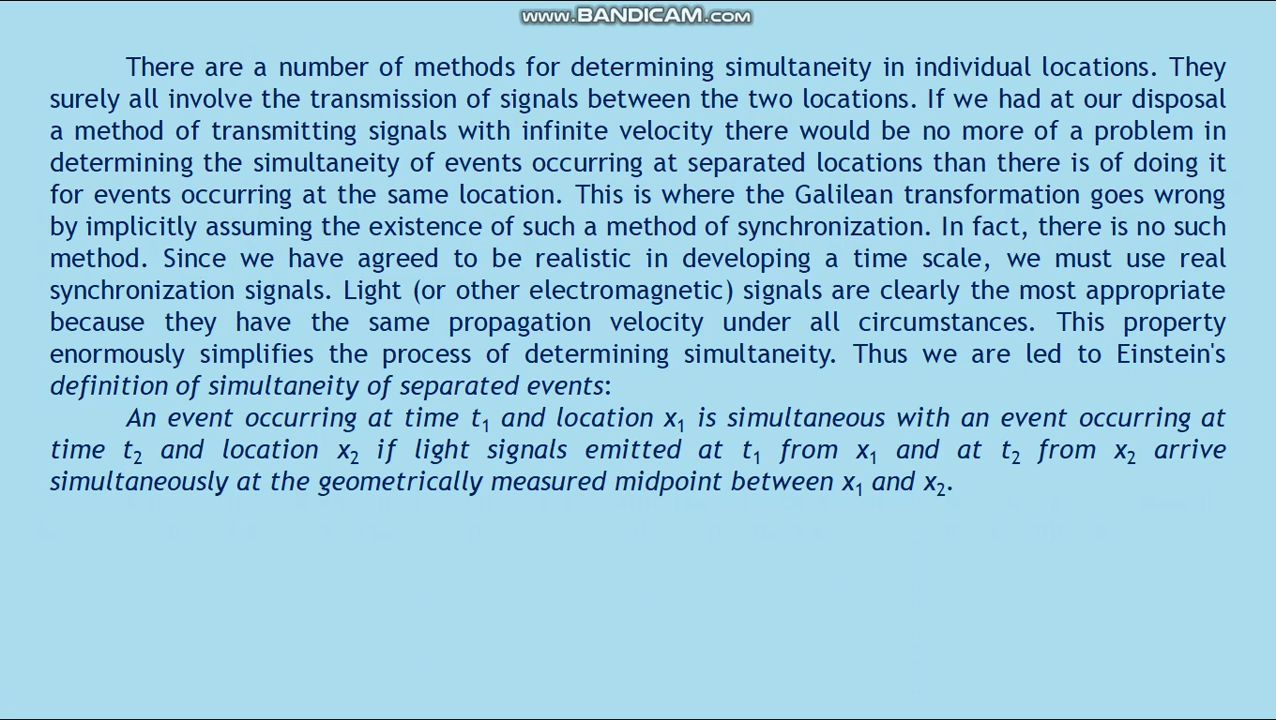 www.BANDICAM.com
There are a number of methods for determining simultaneity in individual locations. They
surely all involve the transmission of signals between the two locations. If we had at our disposal
a method of transmitting signals with infinite velocity there would be no more of a problem in
determining the simultaneity of events occurring at separated locations than there is of doing it
for events occurring at the same location. This is where the Galilean transformation goes wrong
by implicitly assuming the existence of such a method of synchronization. In fact, there is no such
method. Since we have agreed to be realistic in developing a time scale, we must use real
synchronization signals. Light (or other electromagnetic) signals are clearly the most appropriate
because they have the same propagation velocity under all circumstances. This property
enormously simplifies the process of determining simultaneity. Thus we are led to Einstein's
definition of simultaneity of separated events:
An event occurring at time t₁ and location x₁ is simultaneous with an event occurring at
time t₂ and location x₂ if light signals emitted at t₁ from x₁ and at t₂ from x₂ arrive
simultaneously at the geometrically measured midpoint between x₁ and x₂.